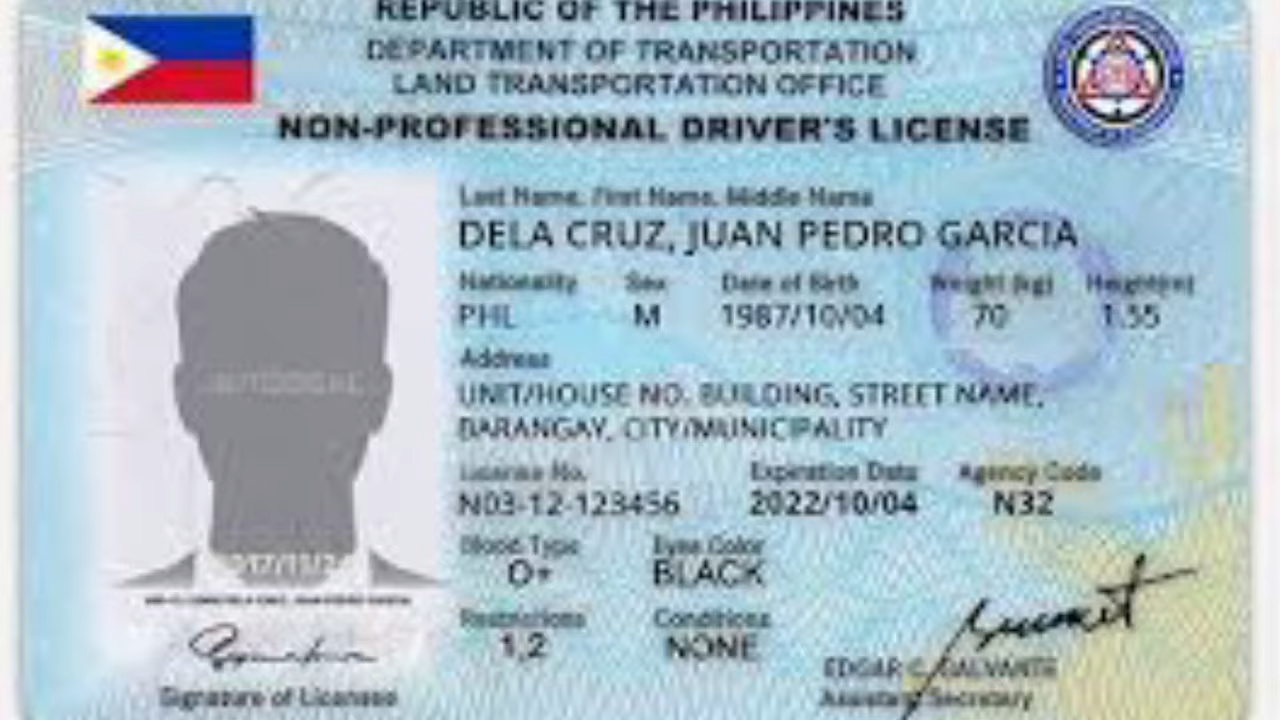 REPUBLIC OF THE PHILIPPINES
DEPARTMENT OF TRANSPORTATION
LAND TRANSPORTATION OFFICE
NON-PROFESSIONAL DRIVER'S LICENSE
Last Name, First Name, Middle Name
DELA CRUZ, JUAN PEDRO GARCIA
Nationality Sex Date of Birth Weight (kg) Height(m)
PHL M 1987/10/04 70 1.55
Address
UNIT/HOUSE NO. BUILDING, STREET NAME,
BARANGAY, CITY/MUNICIPALITY
License No. Expiration Date Agency Code
N03-12-123456 2022/10/04 N32
Blood Type Eyes Color
O+ BLACK
Restrictions Conditions
1,2 NONE
EDGAR C. GALVANTE
Assistant Secretary
Signature of Licensee